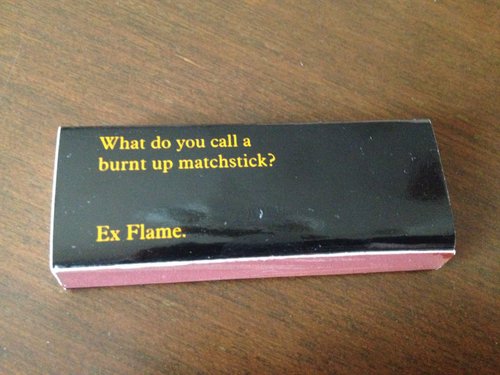 What do you call a
burnt up matchstick?
Ex Flame.